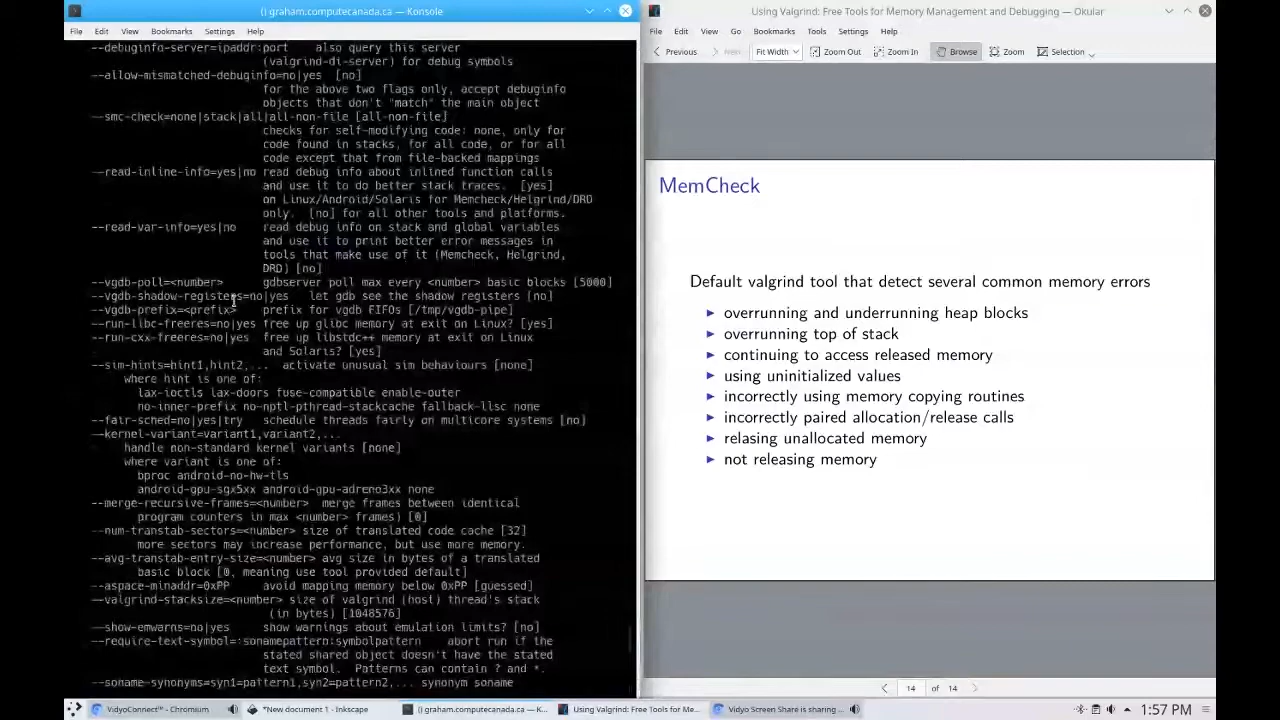 () graham.computecanada.ca — Konsole
File Edit View Bookmarks Settings Help
--debuginfo-server=ipaddr:port also query this server
(valgrind-di-server) for debug symbols
--allow-mismatched-debuginfo=no|yes [no]
for the above two flags only, accept debuginfo
objects that don't "match" the main object
--smc-check=none|stack|all|all-non-file [all-non-file]
checks for self-modifying code: none, only for
code found in stacks, for all code, or for all
code except that from file-backed mappings
--read-inline-info=yes|no read debug info about inlined function calls
and use it to do better stack traces. [yes]
on Linux/Android/Solaris for Memcheck/Helgrind/DRD
only. [no] for all other tools and platforms.
--read-var-info=yes|no read debug info on stack and global variables
and use it to print better error messages in
tools that make use of it (Memcheck, Helgrind,
DRD) [no]
--vgdb-poll=<number> gdbserver poll max every <number> basic blocks [5000]
--vgdb-shadow-registers=no|yes let gdb see the shadow registers [no]
--vgdb-prefix=<prefix> prefix for vgdb FIFOs [/tmp/vgdb-pipe]
--run-libc-freeres=no|yes free up glibc memory at exit on Linux? [yes]
--run-cxx-freeres=no|yes free up libstdc++ memory at exit on Linux
and Solaris? [yes]
--sim-hints=hint1,hint2,... activate unusual sim behaviours [none]
where hint is one of:
lax-ioctls lax-doors fuse-compatible enable-outer
no-inner-prefix no-nptl-pthread-stackcache fallback-llsc none
--fair-sched=no|yes|try schedule threads fairly on multicore systems [no]
--kernel-variant=variant1,variant2,...
handle non-standard kernel variants [none]
where variant is one of:
bproc android-no-hw-tls
android-gpu-sgx5xx android-gpu-adreno3xx none
--merge-recursive-frames=<number> merge frames between identical
program counters in max <number> frames) [0]
--num-transtab-sectors=<number> size of translated code cache [32]
more sectors may increase performance, but use more memory.
--avg-transtab-entry-size=<number> avg size in bytes of a translated
basic block [0, meaning use tool provided default]
--aspace-minaddr=0xPP avoid mapping memory below 0xPP [guessed]
--valgrind-stacksize=<number> size of valgrind (host) thread's stack
(in bytes) [1048576]
--show-emwarns=no|yes show warnings about emulation limits? [no]
--require-text-symbol=:sonamepattern:symbolpattern abort run if the
stated shared object doesn't have the stated
text symbol. Patterns can contain ? and *.
--soname-synonyms=syn1=pattern1,syn2=pattern2,... synonym soname
Using Valgrind: Free Tools for Memory Management and Debugging — Okular
File Edit View Go Bookmarks Tools Settings Help
Previous Next Fit Width Zoom Out Zoom In Browse Zoom Selection
MemCheck
Default valgrind tool that detect several common memory errors
► overrunning and underrunning heap blocks
► overrunning top of stack
► continuing to access released memory
► using uninitialized values
► incorrectly using memory copying routines
► incorrectly paired allocation/release calls
► relasing unallocated memory
► not releasing memory
14 of 14
VidyoConnect™ - Chromium *New document 1 - Inkscape () graham.computecanada.ca — K... Using Valgrind: Free Tools for Me... Vidyo Screen Share is sharing ... 1:57 PM